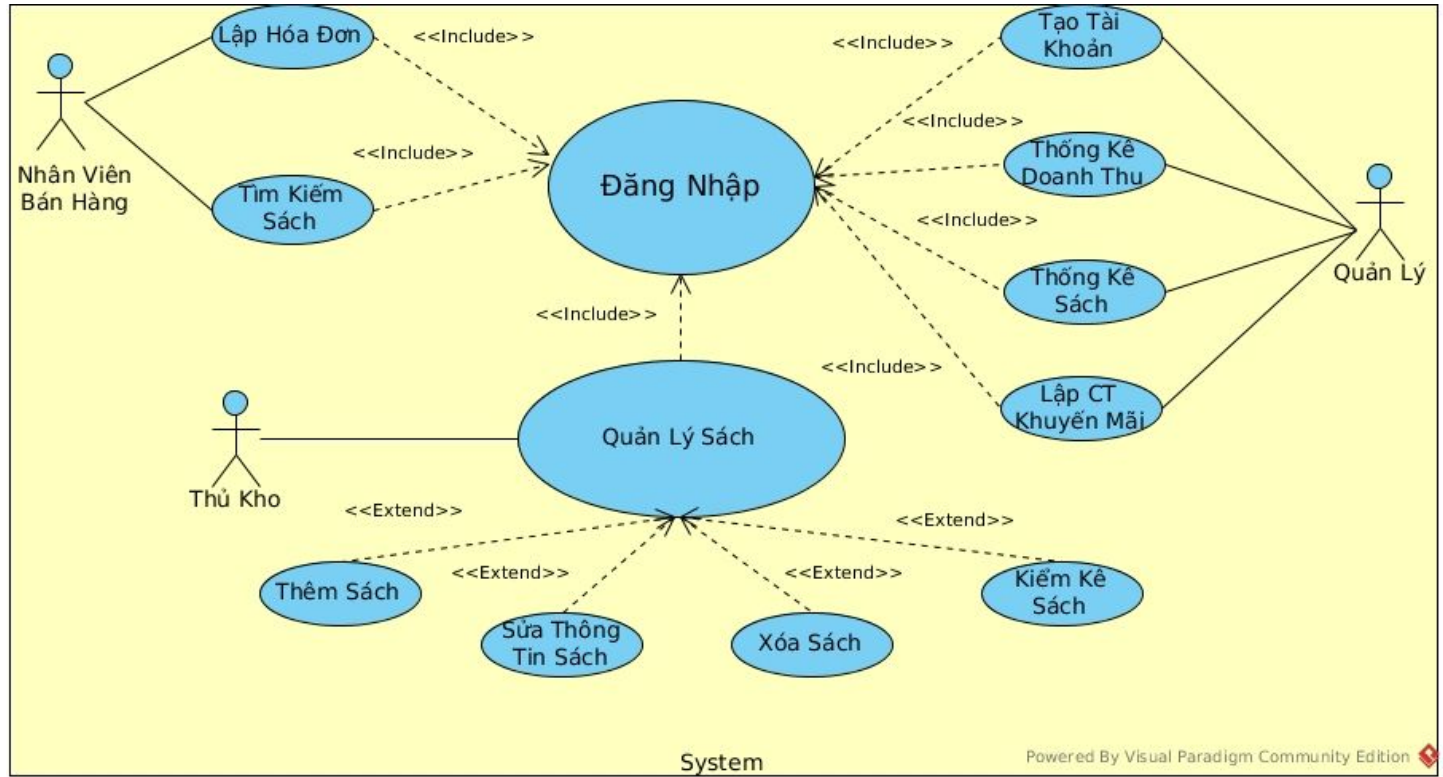 Lập Hóa Đơn
<<Include>>
<<Include>>
Tạo Tài
Khoản
<<Include>>
Thống Kê
Doanh Thu
<<Include>>
Nhân Viên
Bán Hàng
Tìm Kiếm
Sách
Đăng Nhập
<<Include>>
Thống Kê
Sách
Quản Lý
<<Include>>
<<Include>>
Lập CT
Khuyến Mãi
Quản Lý Sách
Thủ Kho
<<Extend>>
<<Extend>>
<<Extend>>
<<Extend>>
Thêm Sách
Sửa Thông
Tin Sách
Xóa Sách
Kiểm Kê
Sách
System
Powered By Visual Paradigm Community Edition